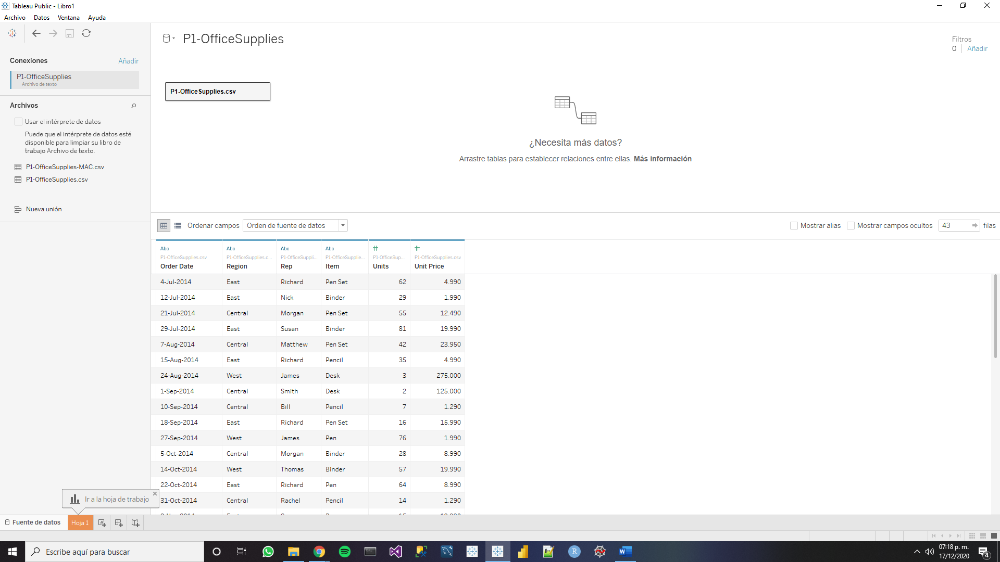 Tableau Public - Libro1
Archivo Datos Ventana Ayuda
P1-OfficeSupplies
Filtros
0 Añadir
Conexiones Añadir
P1-OfficeSupplies
Archivo de texto
Archivos
Usar el intérprete de datos
Puede que el intérprete de datos esté
disponible para limpiar su libro de
trabajo Archivo de texto.
P1-OfficeSupplies-MAC.csv
P1-OfficeSupplies.csv
Nueva unión
P1-OfficeSupplies.csv
¿Necesita más datos?
Arrastre tablas para establecer relaciones entre ellas. Más información
Ordenar campos Orden de fuente de datos Mostrar alias Mostrar campos ocultos 43 filas
Abc Abc Abc Abc # #
P1-OfficeSupplies.csv P1-OfficeSupplies.c... P1-OfficeSuppli... P1-OfficeSupplie... P1-OfficeSup... P1-OfficeSupplies.csv
Order Date Region Rep Item Units Unit Price
4-Jul-2014 East Richard Pen Set 62 4.990
12-Jul-2014 East Nick Binder 29 1.990
21-Jul-2014 Central Morgan Pen Set 55 12.490
29-Jul-2014 East Susan Binder 81 19.990
7-Aug-2014 Central Matthew Pen Set 42 23.950
15-Aug-2014 East Richard Pencil 35 4.990
24-Aug-2014 West James Desk 3 275.000
1-Sep-2014 Central Smith Desk 2 125.000
10-Sep-2014 Central Bill Pencil 7 1.290
18-Sep-2014 East Richard Pen Set 16 15.990
27-Sep-2014 West James Pen 76 1.990
5-Oct-2014 Central Morgan Binder 28 8.990
14-Oct-2014 West Thomas Binder 57 19.990
22-Oct-2014 East Richard Pen 64 8.990
31-Oct-2014 Central Rachel Pencil 14 1.290
Ir a la hoja de trabajo
Fuente de datos Hoja 1
Escribe aquí para buscar
07:18 p. m.
17/12/2020
4